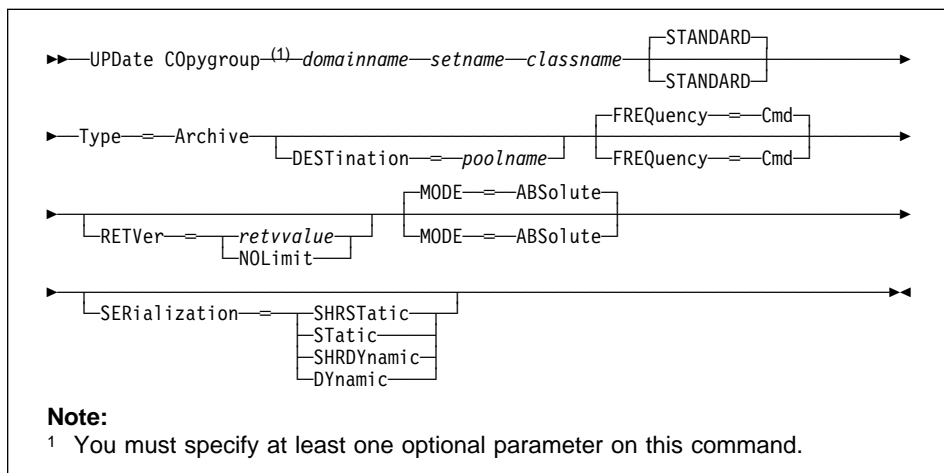 STANDARD
UPDate COpygroup (1) domainname setname classname
STANDARD
FREQuency = Cmd
Type = Archive
DESTination = poolname
FREQuency = Cmd
MODE = ABSolute
RETVer = retvvalue
MODE = ABSolute
NOLimit
SERialization = SHRSTatic
STatic
SHRDYnamic
DYnamic
Note:
1 You must specify at least one optional parameter on this command.